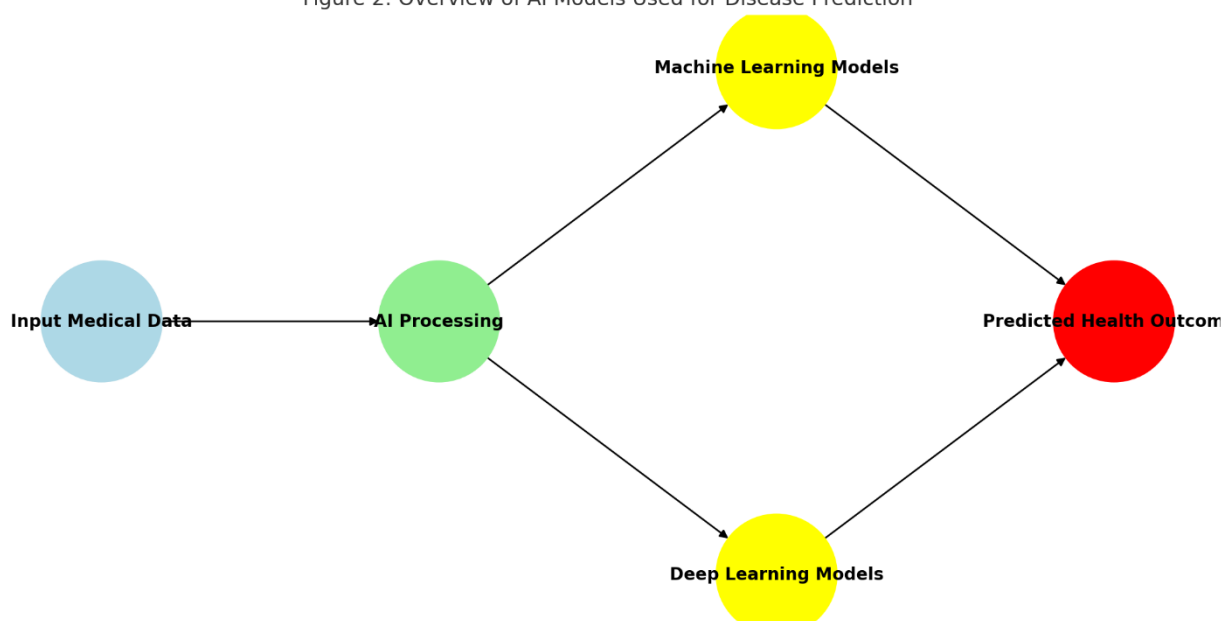 Figure 2: Overview of AI Models Used for Disease Prediction
Machine Learning Models
Input Medical Data
AI Processing
Predicted Health Outcom
Deep Learning Models